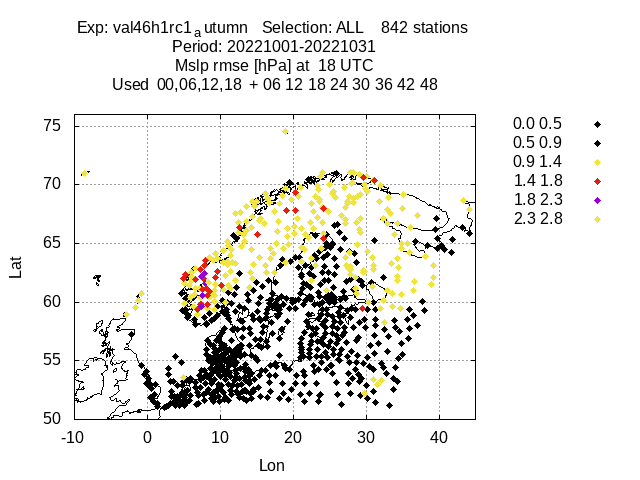 Exp: val46h1rc1 a utumn Selection: ALL 842 stations
Period: 20221001-20221031
Mslp rmse [hPa] at 18 UTC
Used 00,06,12,18 + 06 12 18 24 30 36 42 48
75
70
65
60
55
50
Lat
-10 0 10 20 30 40
Lon
0.0 0.5
0.5 0.9
0.9 1.4
1.4 1.8
1.8 2.3
2.3 2.8